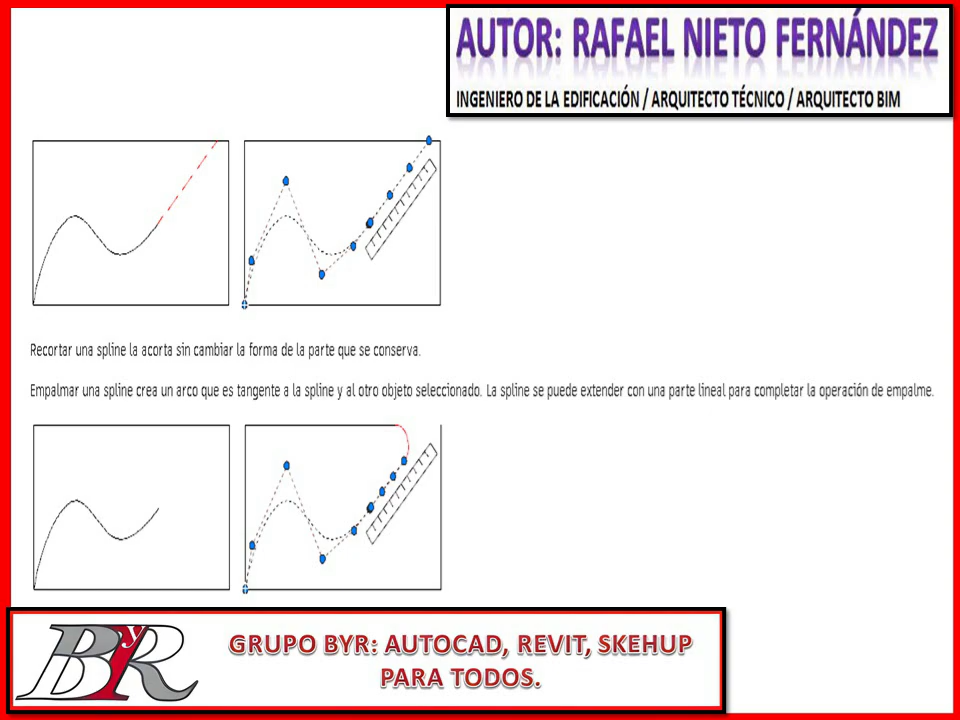 AUTOR: RAFAEL NIETO FERNÁNDEZ
INGENIERO DE LA EDIFICACIÓN / ARQUITECTO TÉCNICO / ARQUITECTO BIM
Recortar una spline la acorta sin cambiar la forma de la parte que se conserva.
Empalmar una spline crea un arco que es tangente a la spline y al otro objeto seleccionado. La spline se puede extender con una parte lineal para completar la operación de empalme.
ByR
GRUPO BYR: AUTOCAD, REVIT, SKEHUP
PARA TODOS.